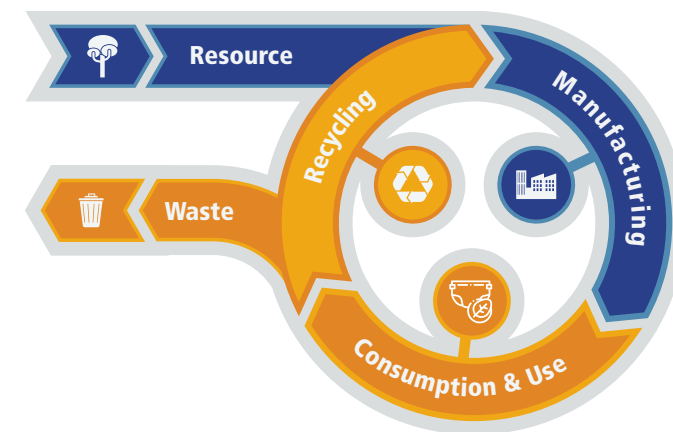 Resource
Manufacturing
Recycling
Waste
Consumption & Use